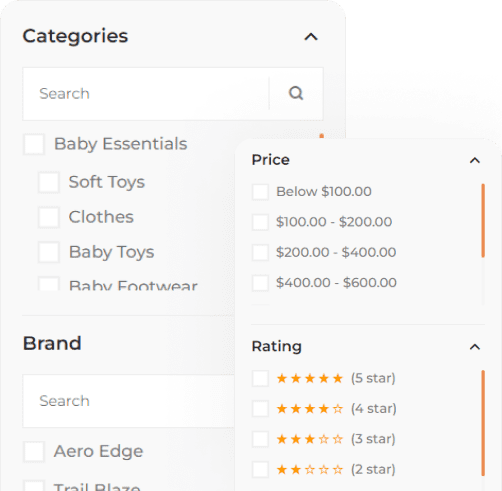 Categories
Search
Baby Essentials
Soft Toys
Clothes
Baby Toys
Baby Footwear
Brand
Search
Aero Edge
Trail Blaze
Price
Below $100.00
$100.00 - $200.00
$200.00 - $400.00
$400.00 - $600.00
Rating
★★★★★ (5 star)
★★★★☆ (4 star)
★★★☆☆ (3 star)
★★☆☆☆ (2 star)